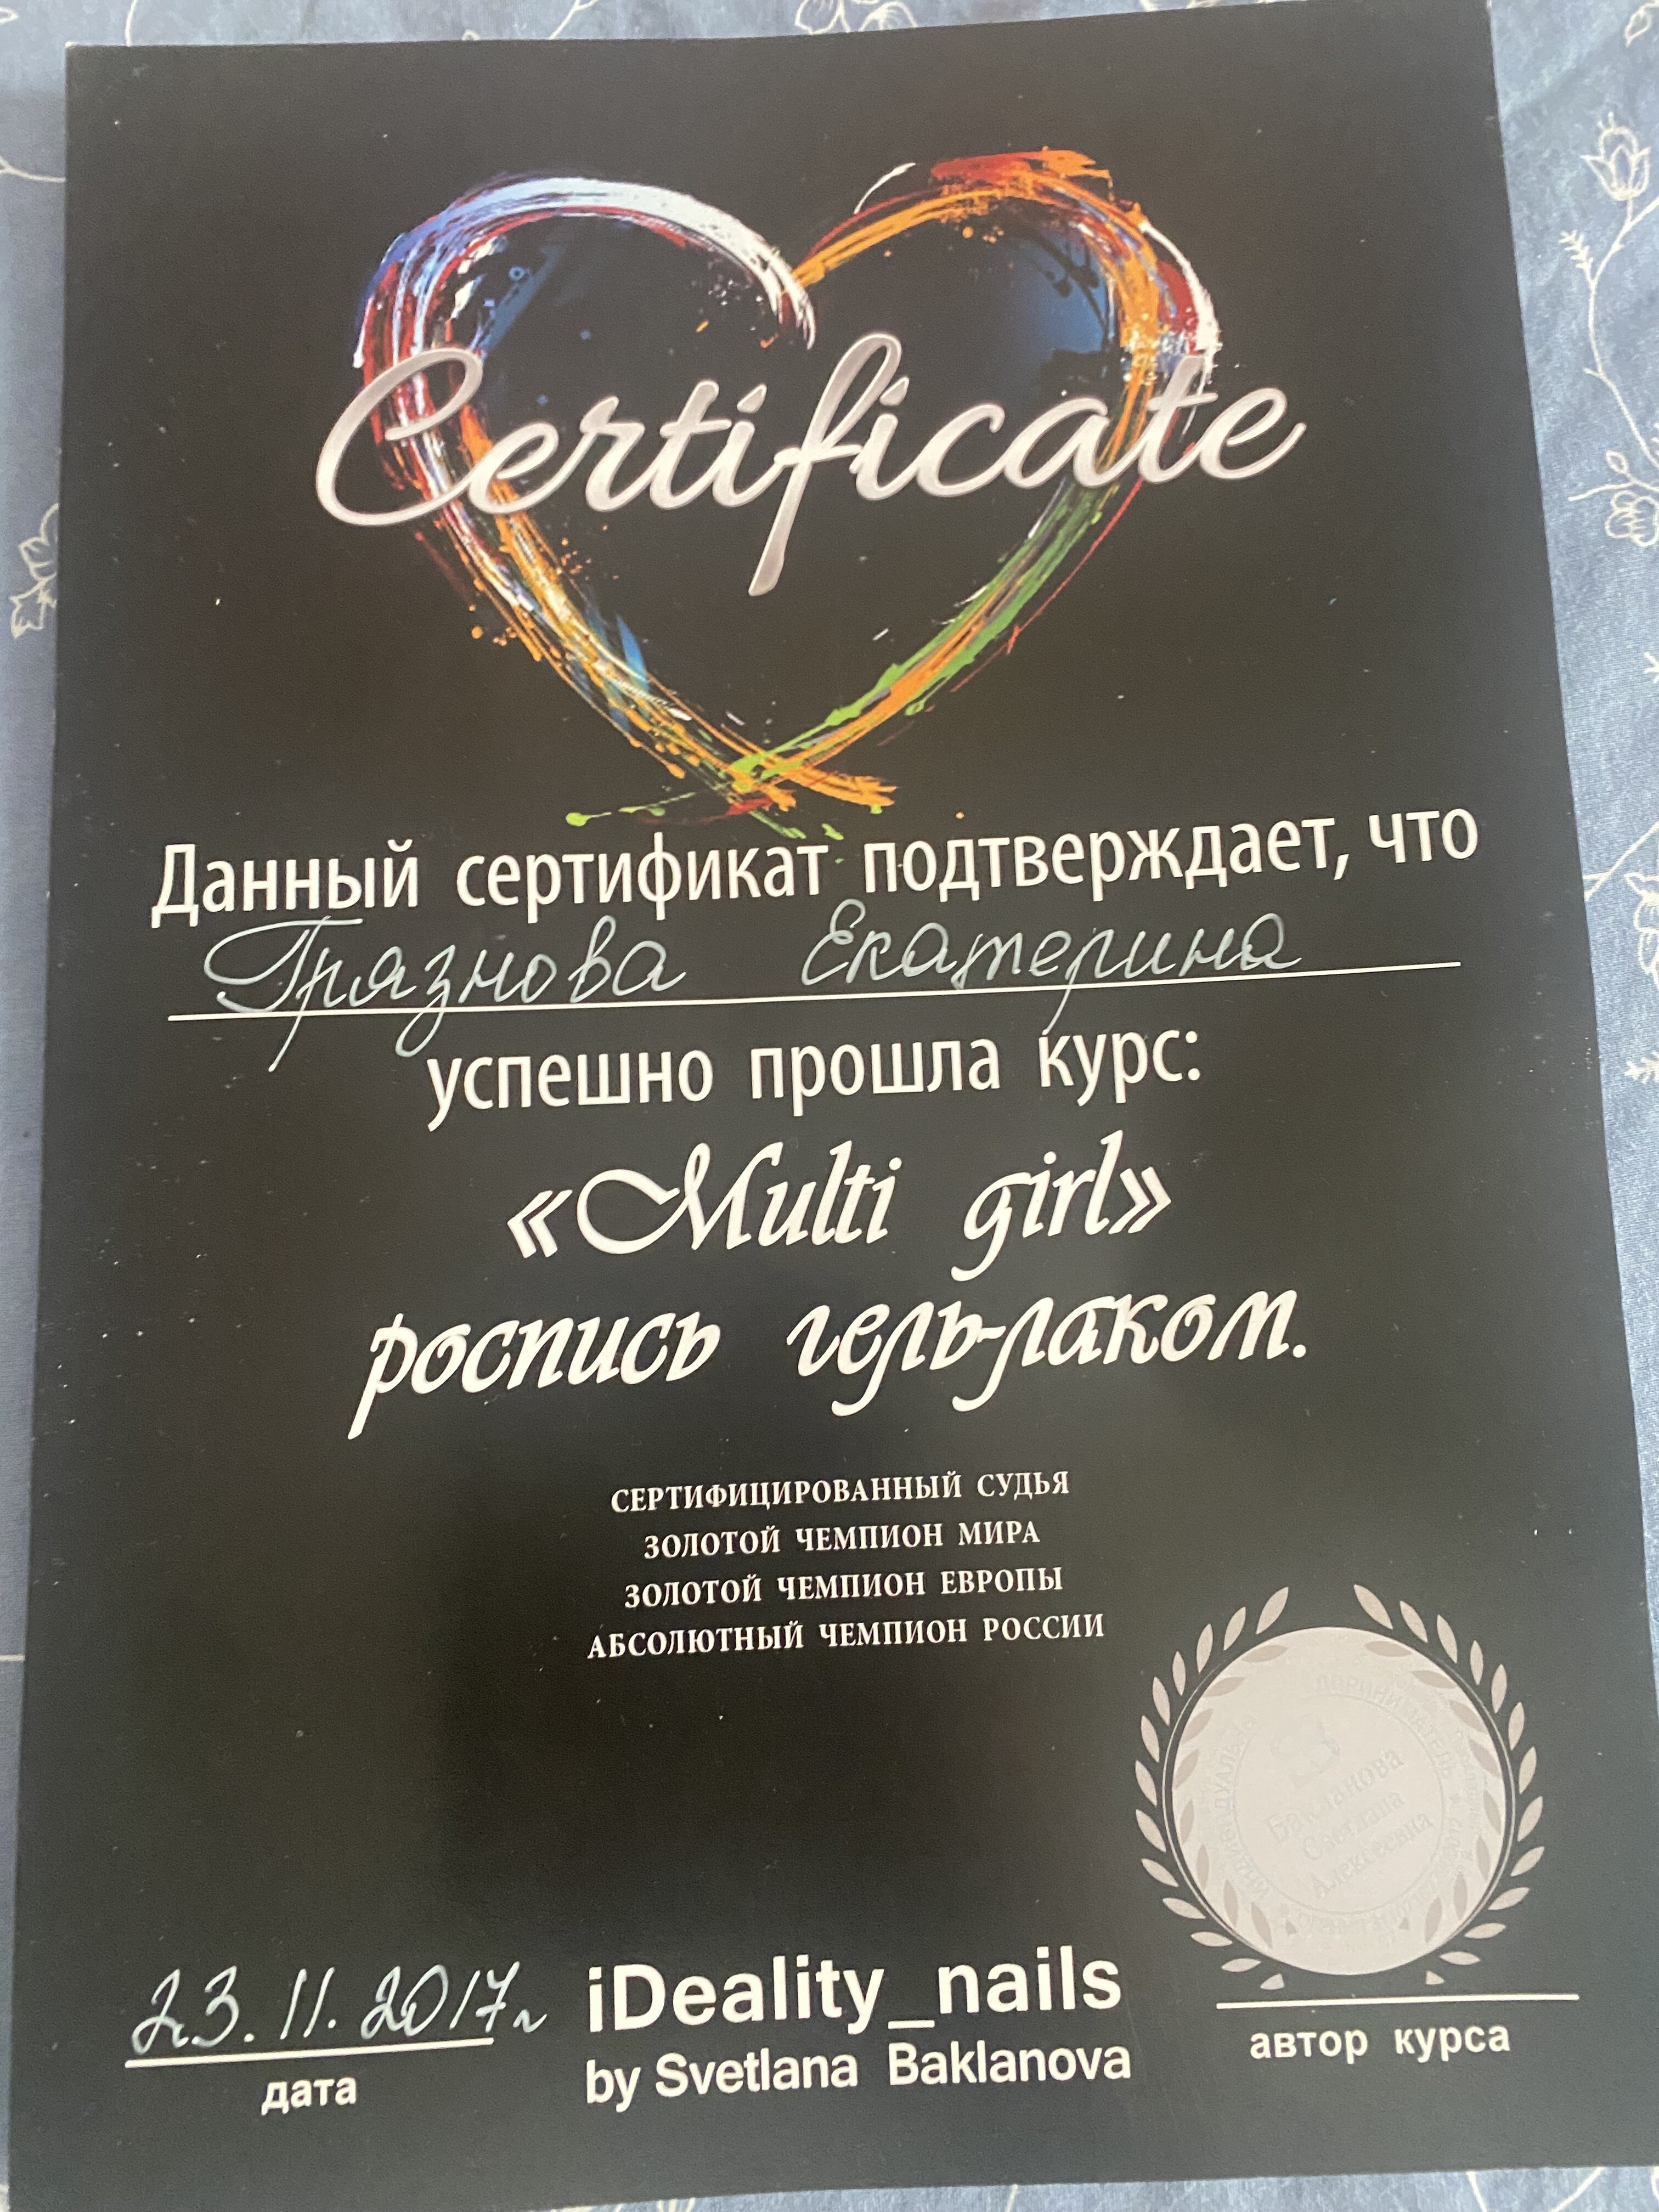 Certificate
Данный сертификат подтверждает, что
Грязнова Екатерина
успешно прошла курс:
«Multi girl»
роспись гель-лаком.
СЕРТИФИЦИРОВАННЫЙ СУДЬЯ
ЗОЛОТОЙ ЧЕМПИОН МИРА
ЗОЛОТОЙ ЧЕМПИОН ЕВРОПЫ
АБСОЛЮТНЫЙ ЧЕМПИОН РОССИИ
Бакланова
Светлана
Алексеевна
23.11.2017г
дата
iDeality_nails
by Svetlana Baklanova
автор курса